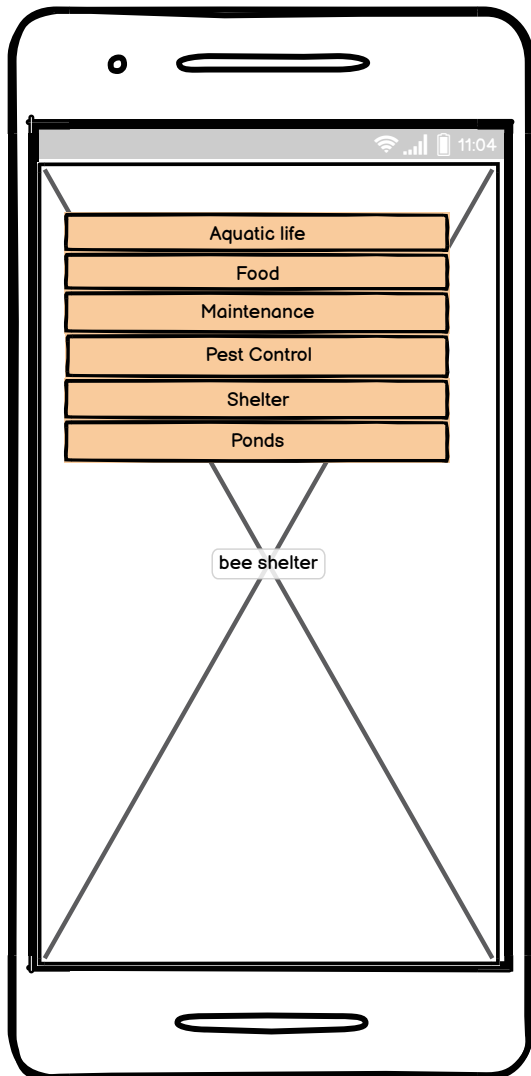 11:04
Aquatic life
Food
Maintenance
Pest Control
Shelter
Ponds
bee shelter